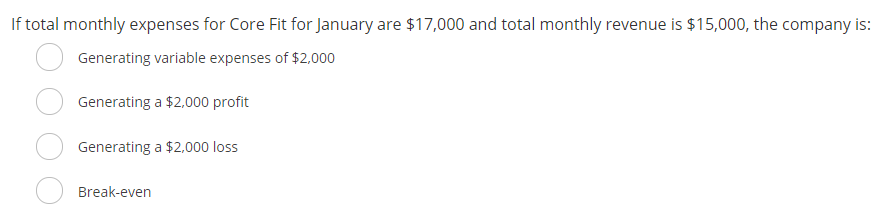 If total monthly expenses for Core Fit for January are $17,000 and total monthly revenue is $15,000, the company is:
Generating variable expenses of $2,000
Generating a $2,000 profit
Generating a $2,000 loss
Break-even